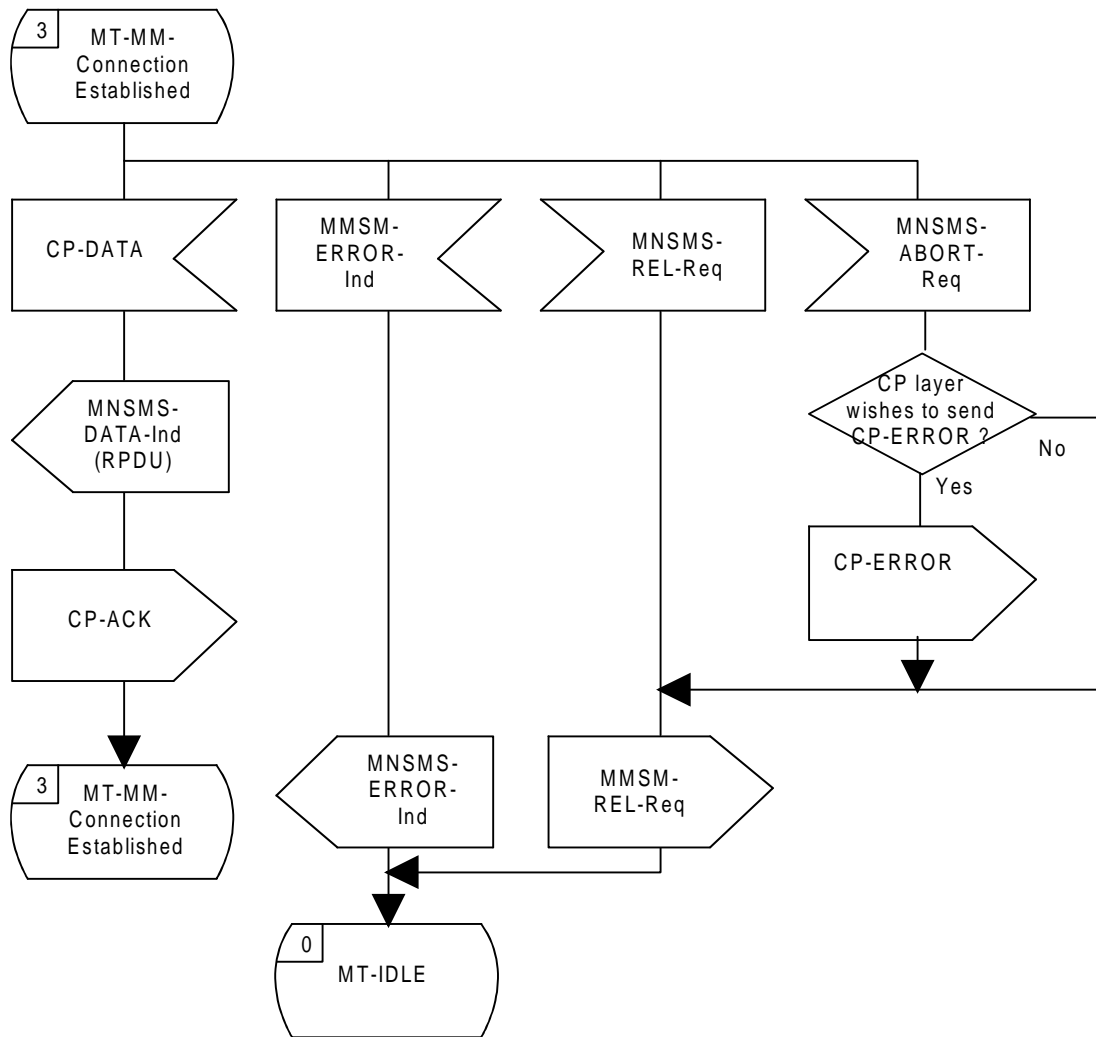 3
MT-MM-
Connection
Established
CP-DATA
MMSM-
ERROR-
Ind
MNSMS-
REL-Req
MNSMS-
ABORT-
Req
MNSMS-
DATA-Ind
(RPDU)
CP layer
wishes to send
CP-ERROR ?
No
Yes
CP-ERROR
CP-ACK
3
MT-MM-
Connection
Established
MNSMS-
ERROR-
Ind
MMSM-
REL-Req
0
MT-IDLE